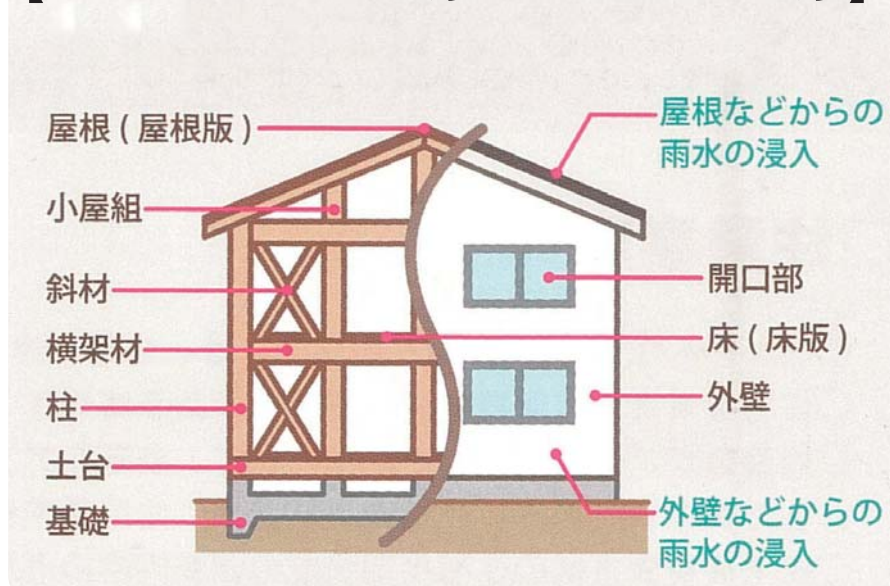 屋根(屋根版)
小屋組
斜材
横架材
柱
土台
基礎
屋根などからの
雨水の浸入
開口部
床(床版)
外壁
外壁などからの
雨水の浸入